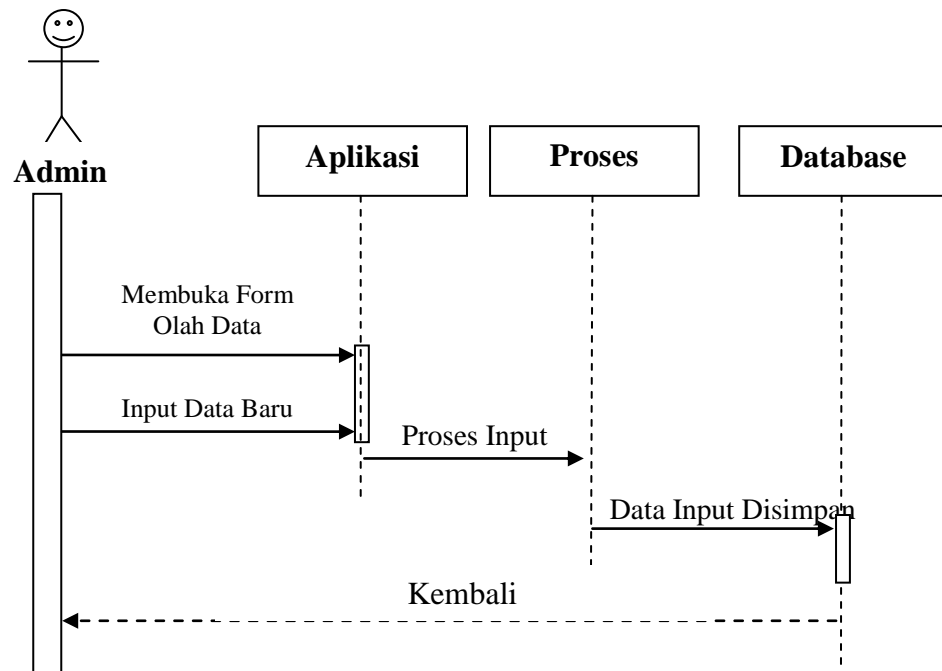 Admin
Aplikasi
Proses
Database
Membuka Form
Olah Data
Input Data Baru
Proses Input
Data Input Disimpan
Kembali